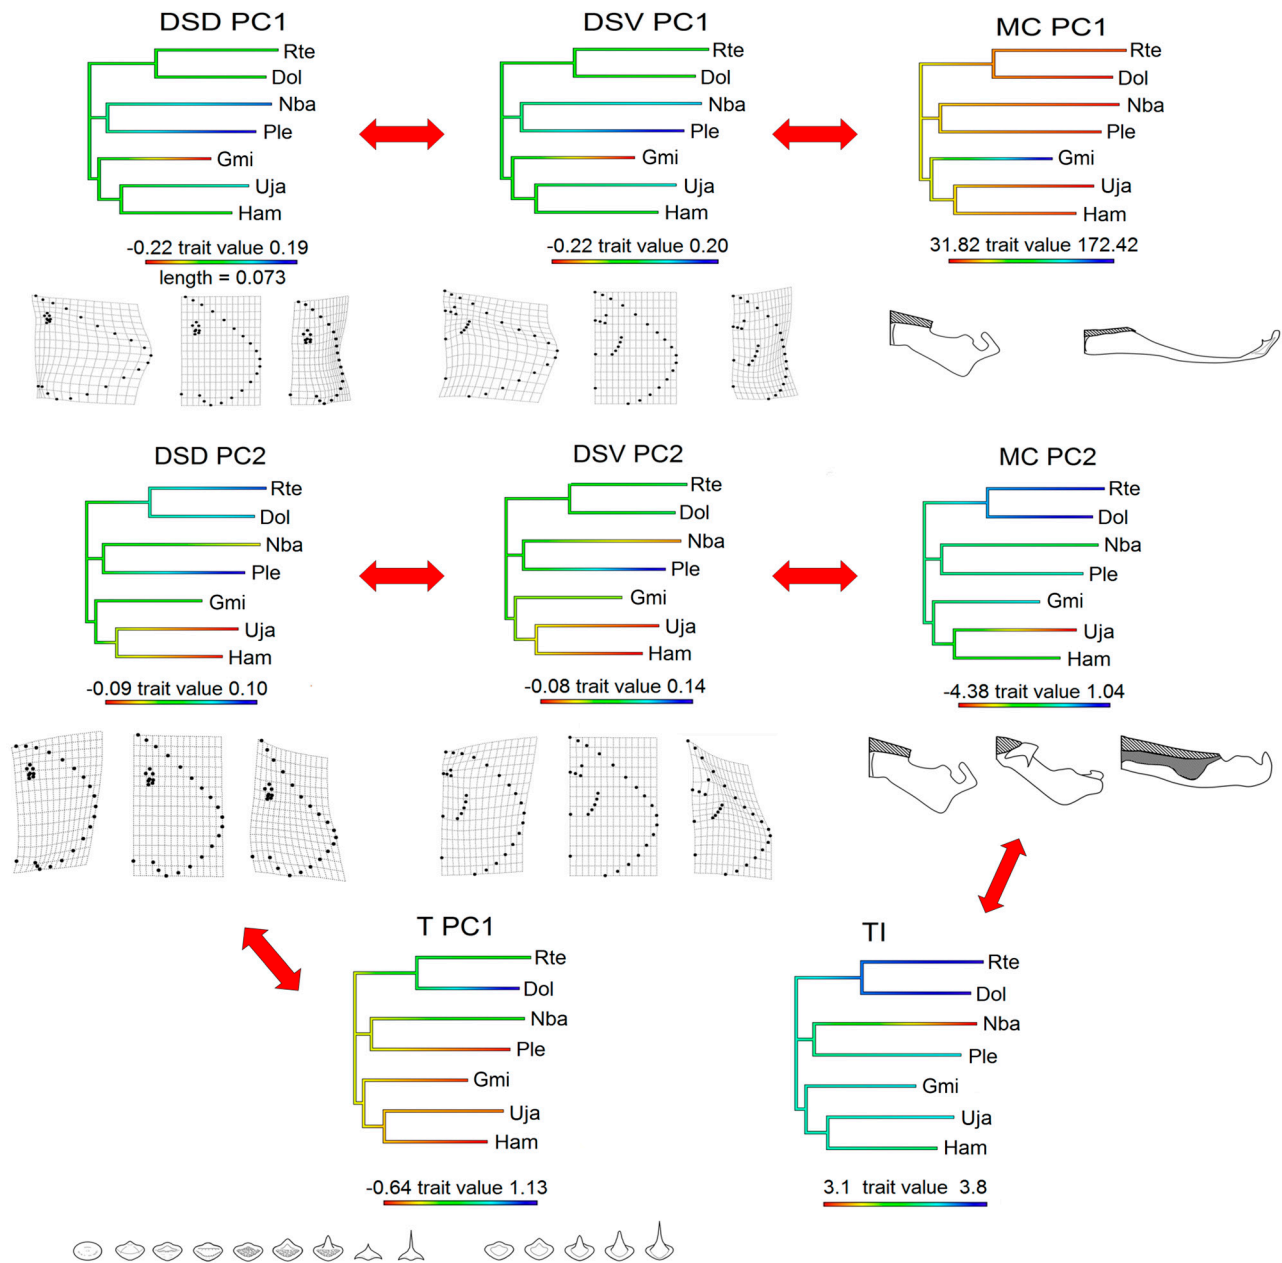 DSD PC1
Rte
Dol
Nba
Ple
Gmi
Uja
Ham
-0.22 trait value 0.19
length = 0.073
DSV PC1
Rte
Dol
Nba
Ple
Gmi
Uja
Ham
-0.22 trait value 0.20
MC PC1
Rte
Dol
Nba
Ple
Gmi
Uja
Ham
31.82 trait value 172.42
DSD PC2
Rte
Dol
Nba
Ple
Gmi
Uja
Ham
-0.09 trait value 0.10
DSV PC2
Rte
Dol
Nba
Ple
Gmi
Uja
Ham
-0.08 trait value 0.14
MC PC2
Rte
Dol
Nba
Ple
Gmi
Uja
Ham
-4.38 trait value 1.04
T PC1
Rte
Dol
Nba
Ple
Gmi
Uja
Ham
-0.64 trait value 1.13
TI
Rte
Dol
Nba
Ple
Gmi
Uja
Ham
3.1 trait value 3.8